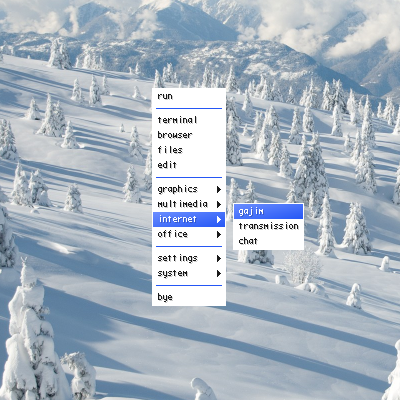 run
terminal
browser
files
edit
graphics
multimedia
internet
office
settings
system
bye
gajim
transmission
chat